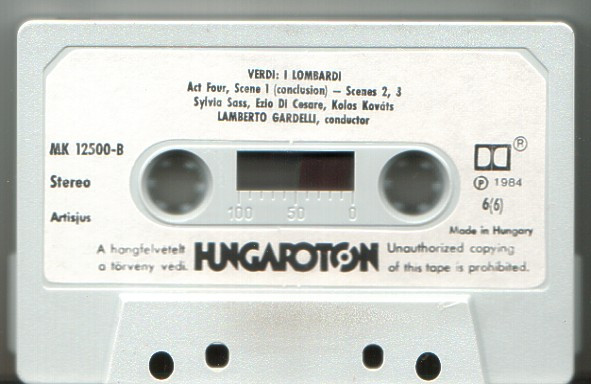 VERDI: I LOMBARDI
Act Four, Scene 1 (conclusion) – Scenes 2, 3
Sylvia Sass, Ezio Di Cesare, Kolos Kováts
LAMBERTO GARDELLI, conductor
MK 12500-B
Stereo
Artisjus
100 50 0
®
Ⓟ 1984
6(6)
Made in Hungary
A hangfelvételt
a törvény védi.
HUNGAROTON
Unauthorized copying
of this tape is prohibited.